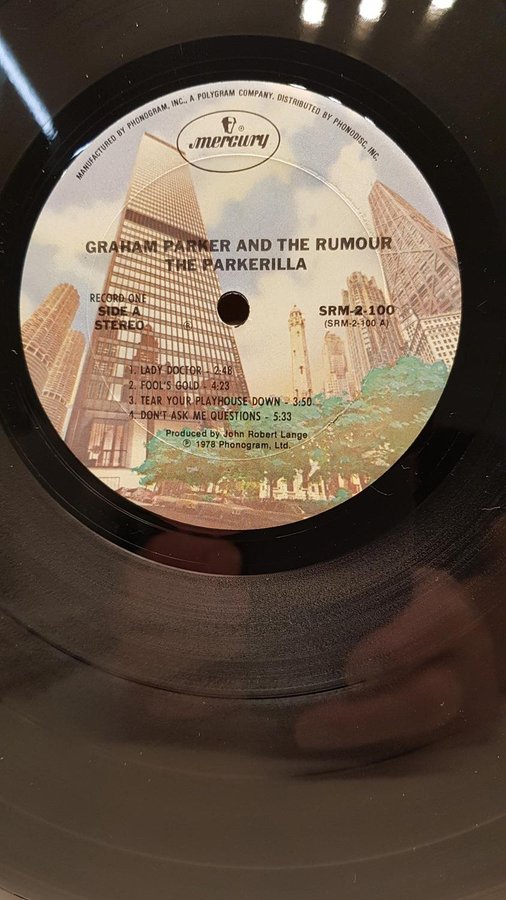 MANUFACTURED BY PHONOGRAM, INC., A POLYGRAM COMPANY, DISTRIBUTED BY PHONODISC, INC.
mercury ®
GRAHAM PARKER AND THE RUMOUR
THE PARKERILLA
RECORD ONE
SIDE A
STEREO
SRM-2-100
(SRM-2-100 A)
1. LADY DOCTOR - 2:48
2. FOOL'S GOLD - 4:23
3. TEAR YOUR PLAYHOUSE DOWN - 3:50
4. DON'T ASK ME QUESTIONS - 5:33
Produced by John Robert Lange
℗ 1978 Phonogram, Ltd.